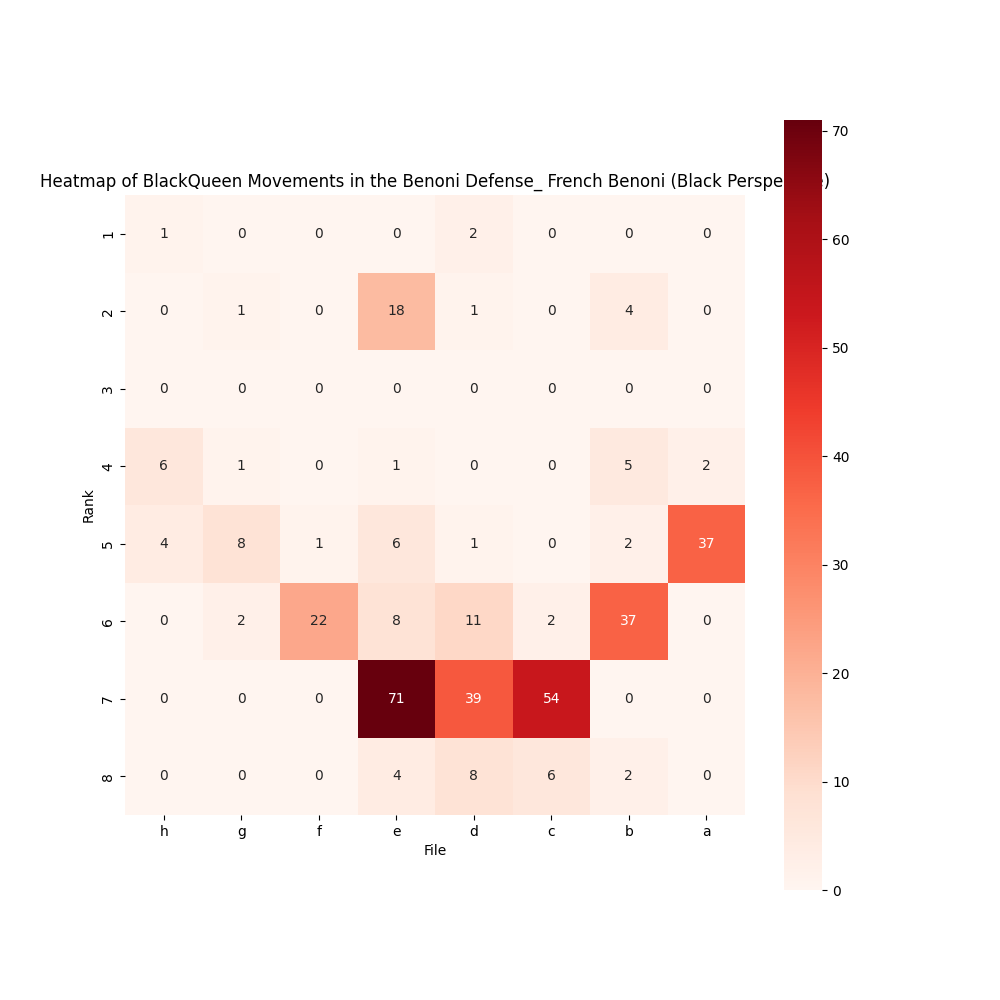 Heatmap of BlackQueen Movements in the Benoni Defense_ French Benoni (Black Perspe    )
70
60
50
40
30
20
10
0
Rank
1 1 0 0 0 2 0 0 0
2 0 1 0 18 1 0 4 0
3 0 0 0 0 0 0 0 0
4 6 1 0 1 0 0 5 2
5 4 8 1 6 1 0 2 37
6 0 2 22 8 11 2 37 0
7 0 0 0 71 39 54 0 0
8 0 0 0 4 8 6 2 0
h g f e d c b a
File